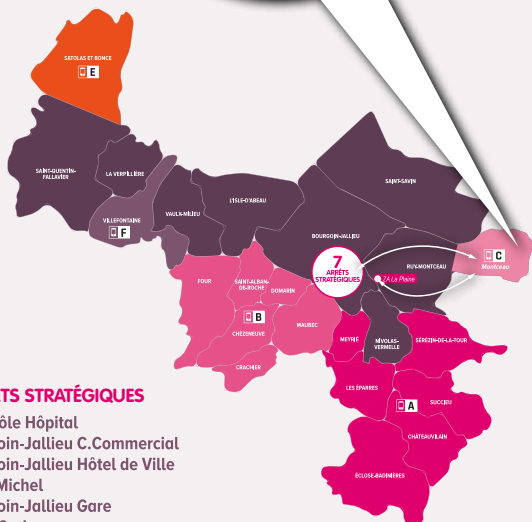 SATOLAS ET BONCE
E
SAINT-QUENTIN-
FALLAVIER
LA VERPILLIÈRE
VILLEFONTAINE
F
VAULX-MILIEU
L'ISLE-D'ABEAU
SAINT-SAVIN
BOURGOIN-JALLIEU
7
ARRÊTS
STRATÉGIQUES
RUY-MONTCEAU
C
Montceau
ZA La Plaine
FOUR
SAINT-ALBAN-
DE-ROCHE
DOMARIN
B
CHÈZENEUVE
MAUBEC
CRACHIER
MEYRIÉ
NIVOLAS-
VERMELLE
SÉRÉZIN-DE-LA-TOUR
LES ÉPARRES
A
SUCCIEU
CHÂTEAUVILAIN
ÉCLOSE-BADINIÈRES
TS STRATÉGIQUES
ôle Hôpital
oin-Jallieu C.Commercial
oin-Jallieu Hôtel de Ville
Michel
oin-Jallieu Gare